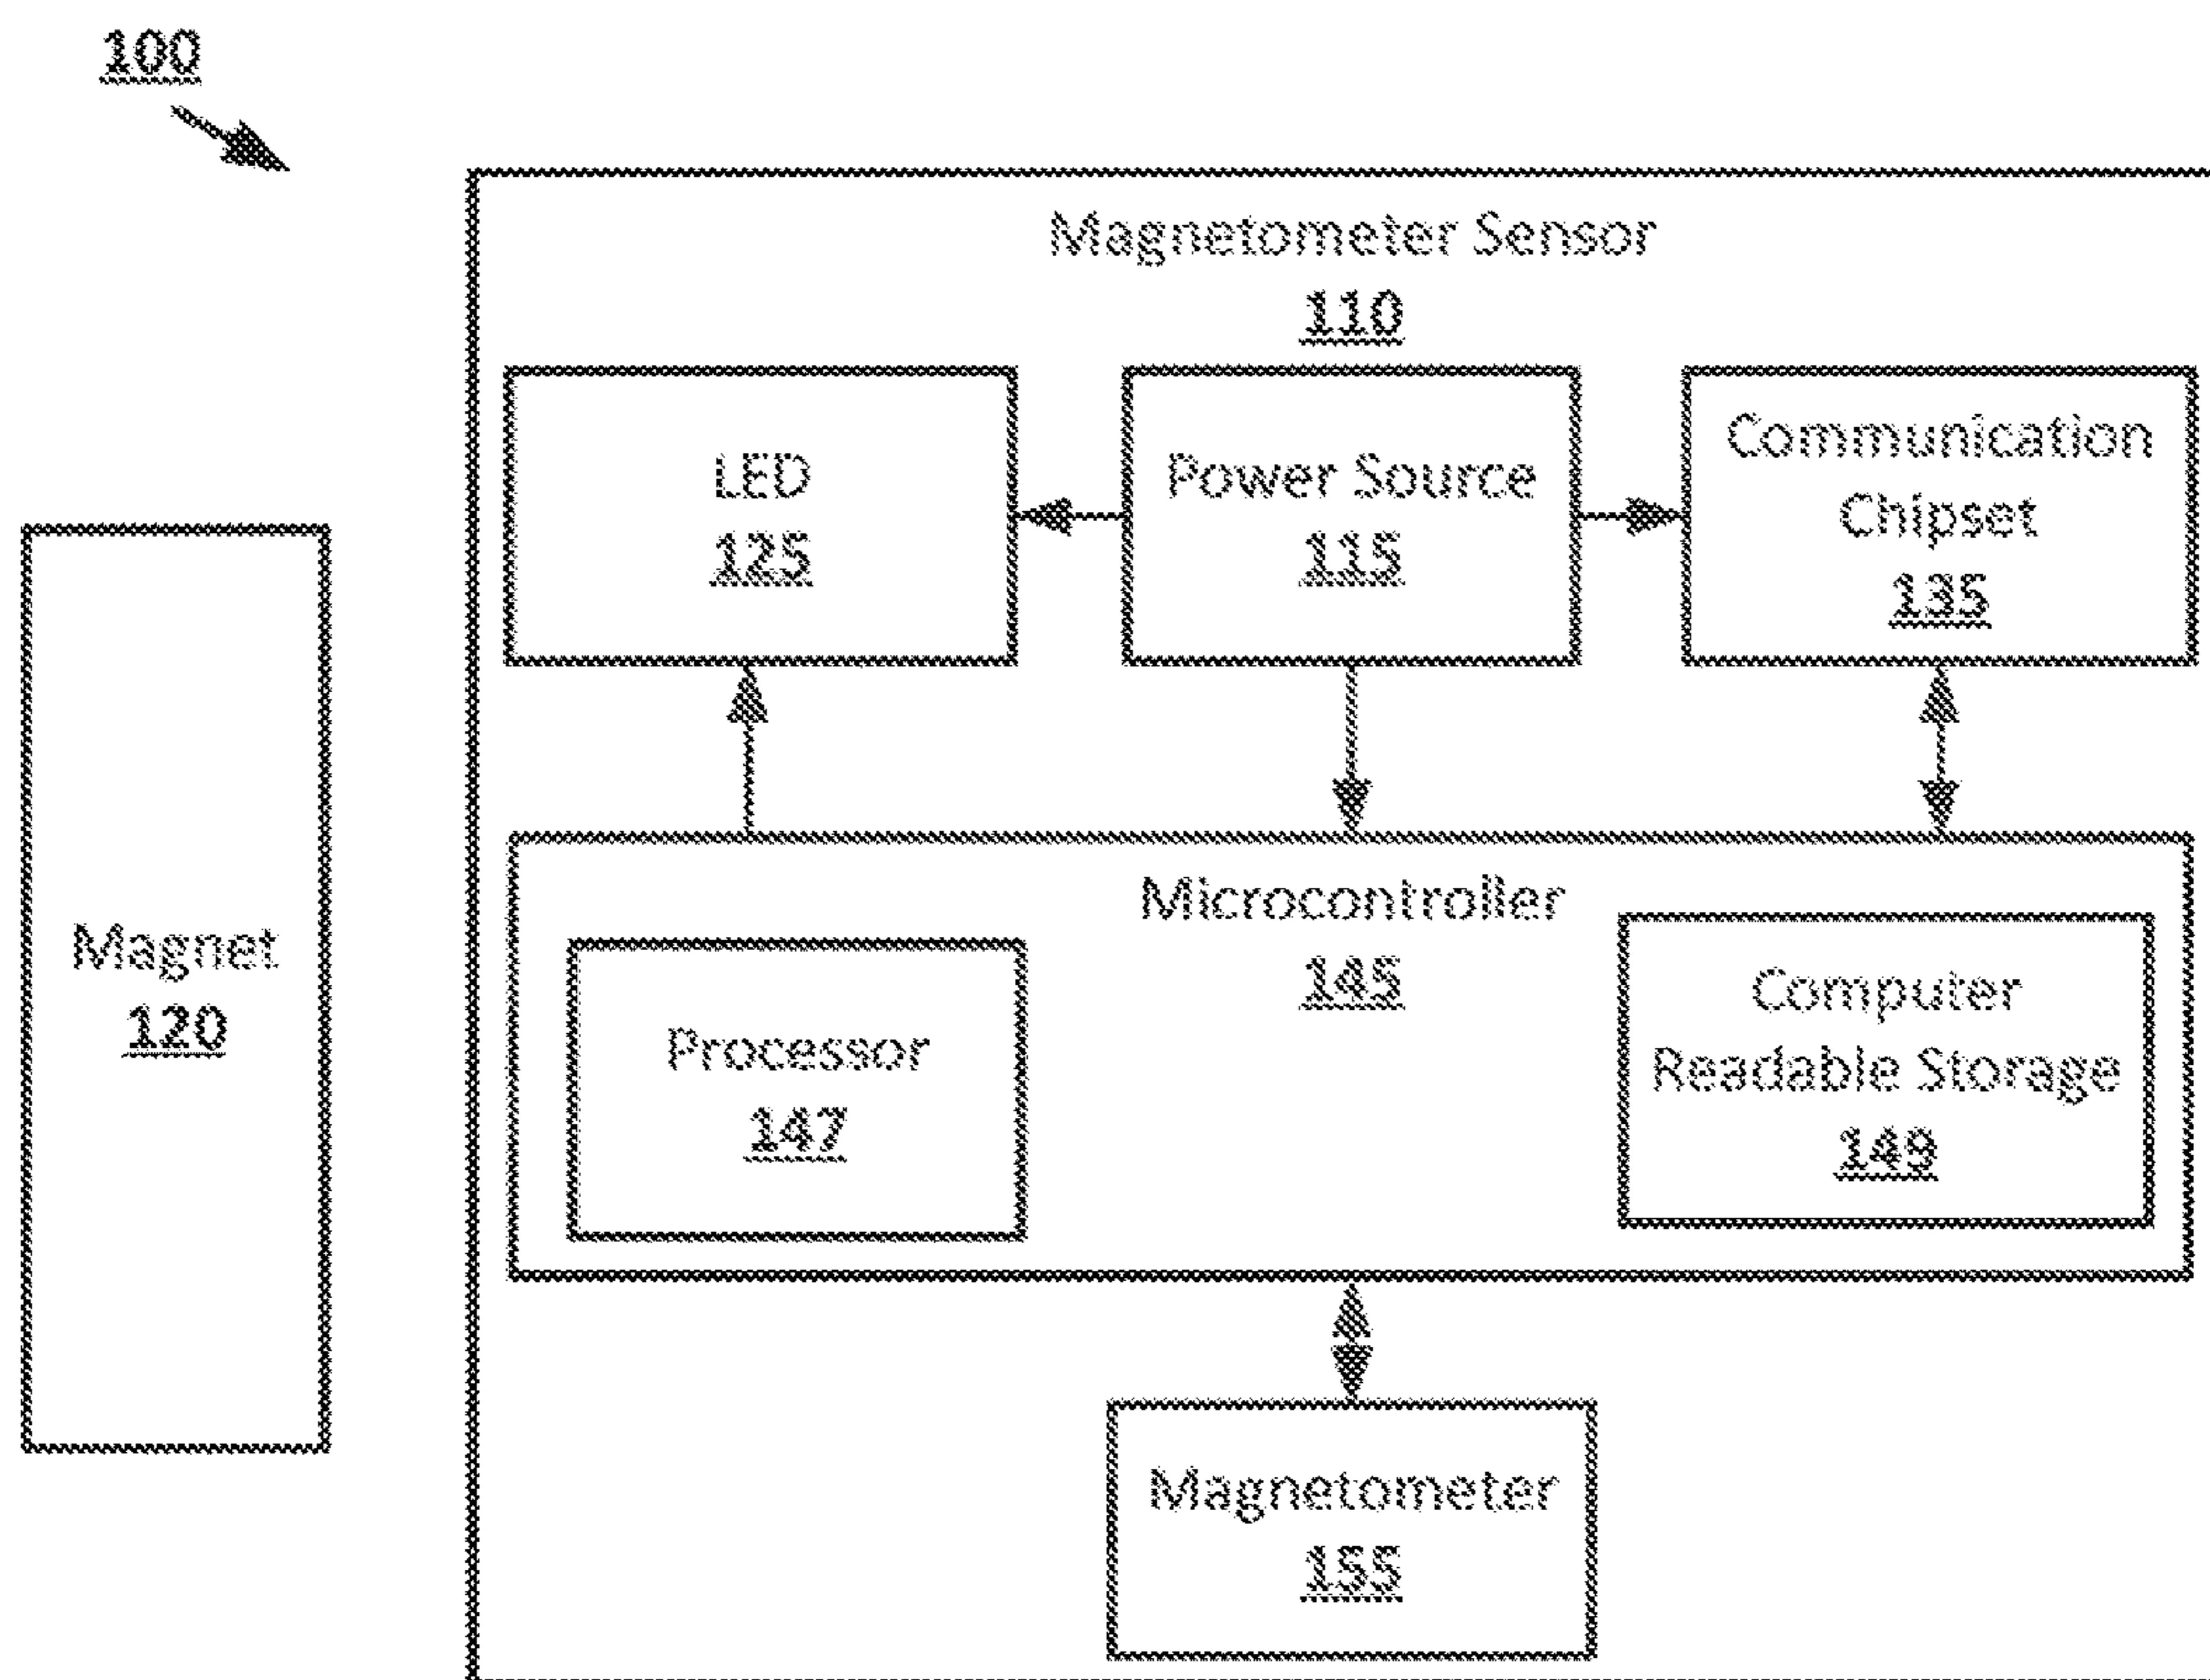 100
Magnetometer Sensor
110
LED
125
Power Source
115
Communication
Chipset
135
Magnet
120
Microcontroller
145
Processor
147
Computer
Readable Storage
149
Magnetometer
155